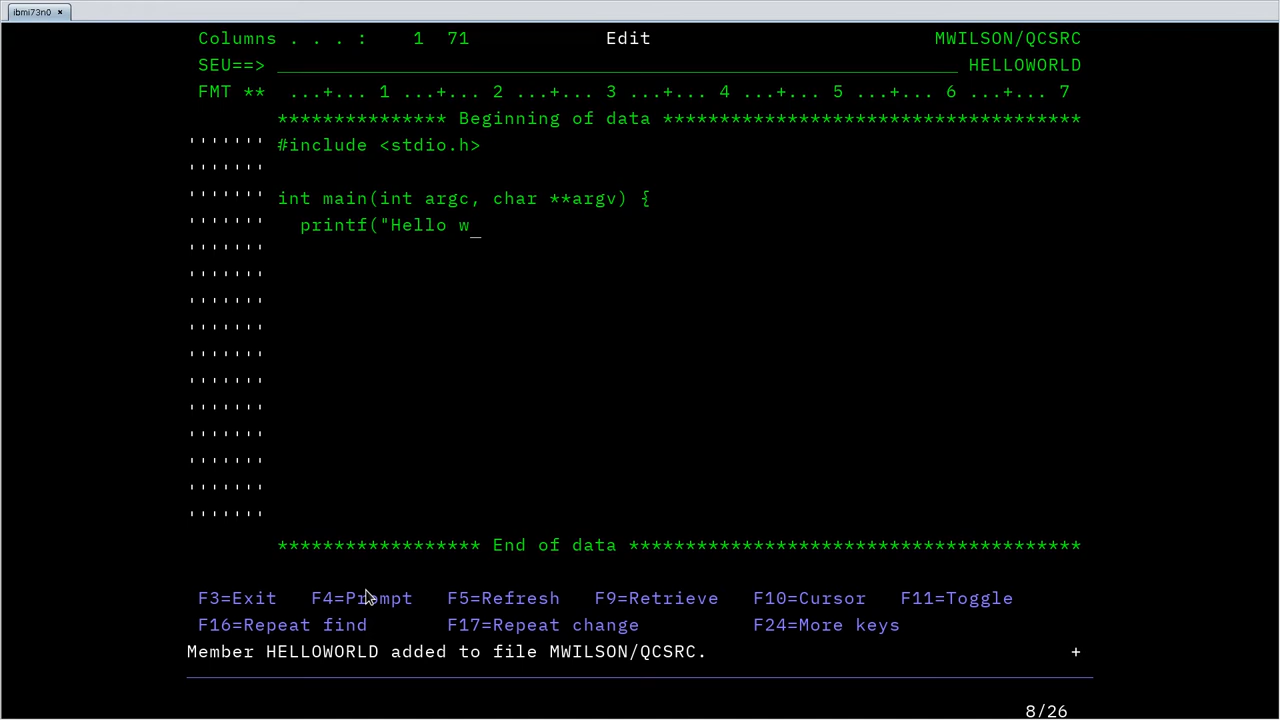 ibmi73n0 ×
Columns . . . :    1  71            Edit                         MWILSON/QCSRC
SEU==> ____________________________________________________________ HELLOWORLD
FMT **  ...+... 1 ...+... 2 ...+... 3 ...+... 4 ...+... 5 ...+... 6 ...+... 7
*************** Beginning of data *************************************
''''''' #include <stdio.h>
'''''''
''''''' int main(int argc, char **argv) {
'''''''   printf("Hello w_
'''''''
'''''''
'''''''
'''''''
'''''''
'''''''
'''''''
'''''''
'''''''
'''''''
'''''''
****************** End of data ****************************************
F3=Exit   F4=Prompt   F5=Refresh   F9=Retrieve   F10=Cursor   F11=Toggle
F16=Repeat find       F17=Repeat change          F24=More keys
Member HELLOWORLD added to file MWILSON/QCSRC.                                +
8/26